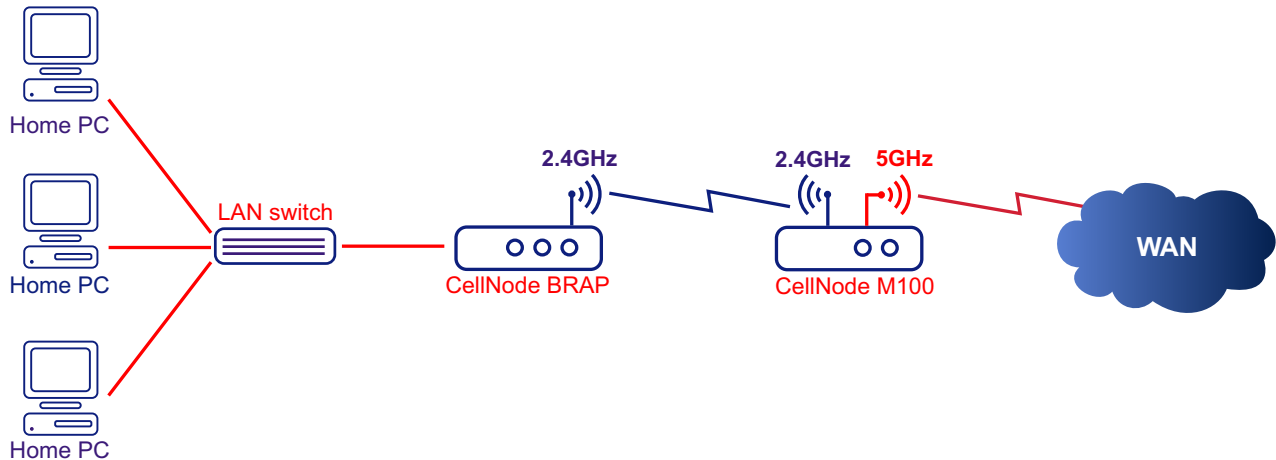 Home PC
Home PC
Home PC
LAN switch
2.4GHz
CellNode BRAP
2.4GHz
5GHz
CellNode M100
WAN